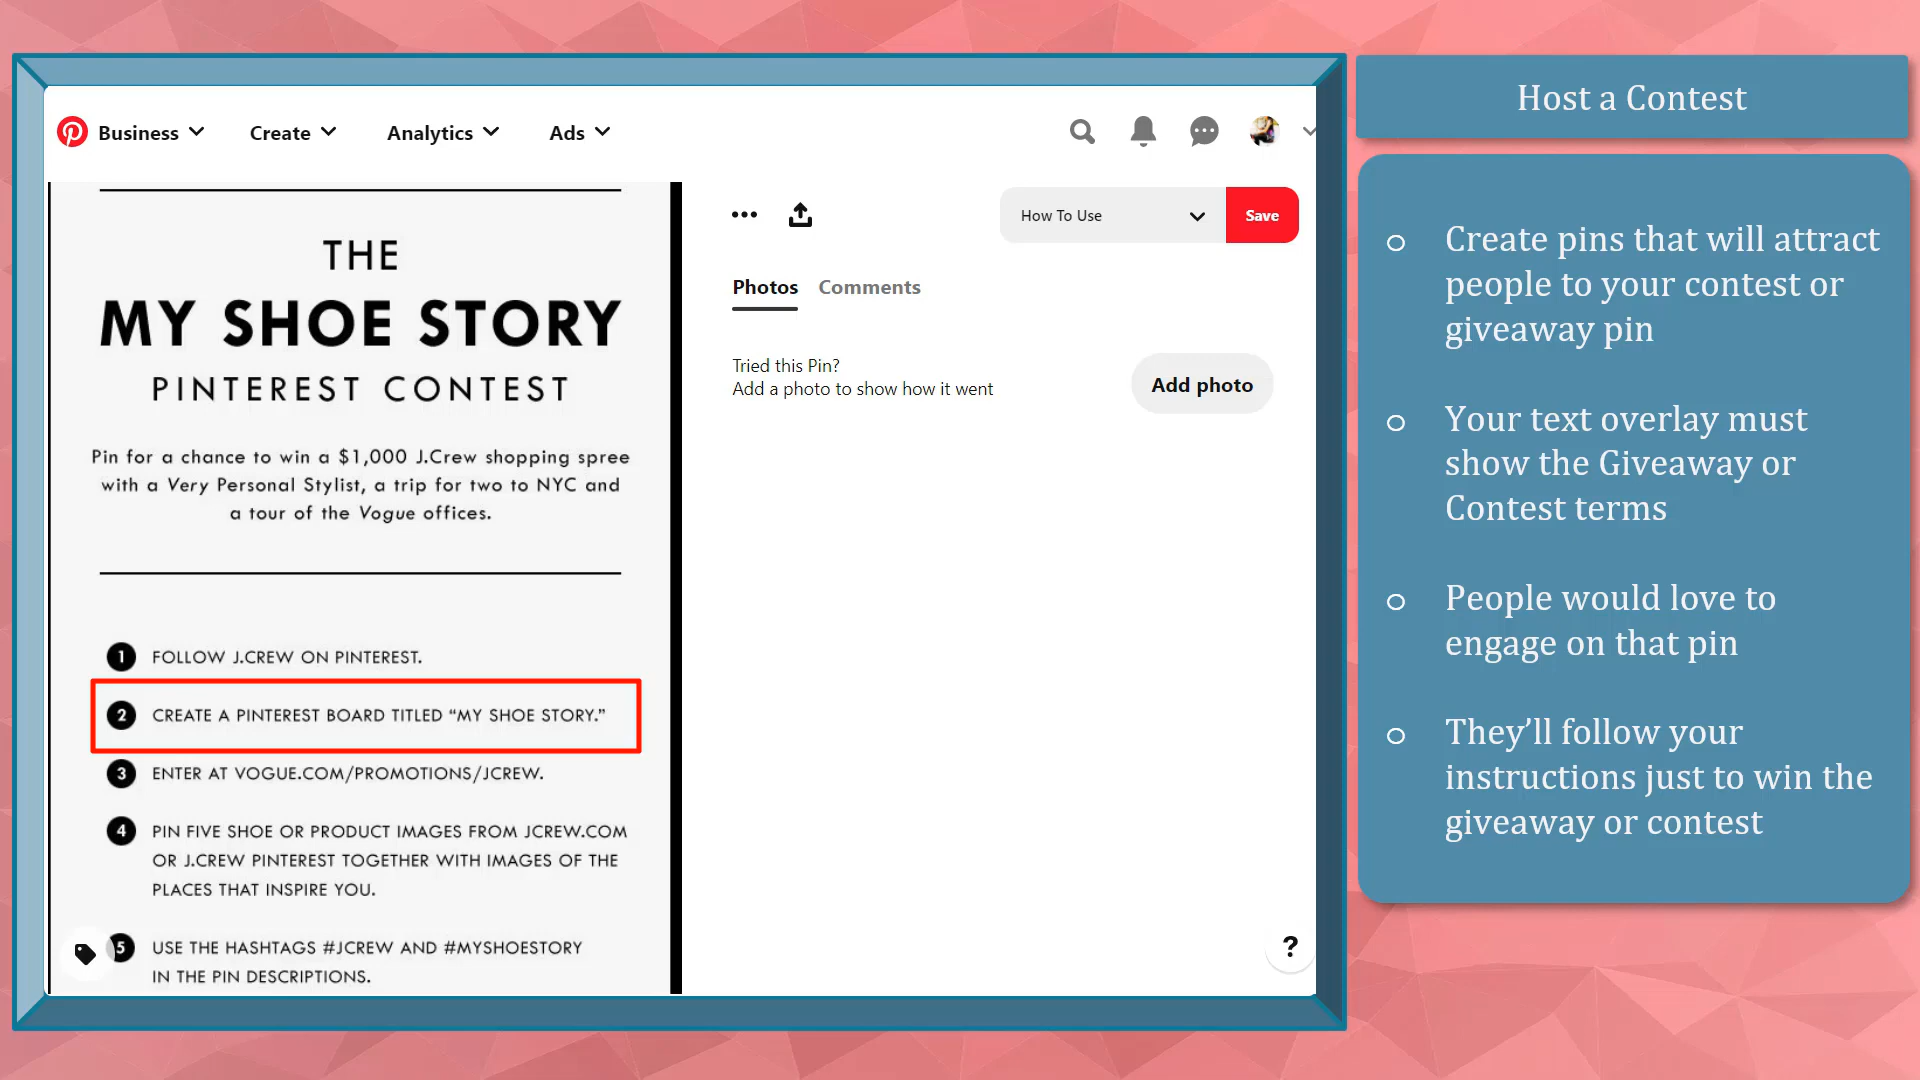 Business
Create
Analytics
Ads
THE
MY SHOE STORY
PINTEREST CONTEST
Pin for a chance to win a $1,000 J.Crew shopping spree
with a Very Personal Stylist, a trip for two to NYC and
a tour of the Vogue offices.
1 FOLLOW J.CREW ON PINTEREST.
2 CREATE A PINTEREST BOARD TITLED “MY SHOE STORY.”
3 ENTER AT VOGUE.COM/PROMOTIONS/JCREW.
4 PIN FIVE SHOE OR PRODUCT IMAGES FROM JCREW.COM
OR J.CREW PINTEREST TOGETHER WITH IMAGES OF THE
PLACES THAT INSPIRE YOU.
5 USE THE HASHTAGS #JCREW AND #MYSHOESTORY
IN THE PIN DESCRIPTIONS.
How To Use
Save
Photos
Comments
Tried this Pin?
Add a photo to show how it went
Add photo
?
Host a Contest
Create pins that will attract
people to your contest or
giveaway pin
Your text overlay must
show the Giveaway or
Contest terms
People would love to
engage on that pin
They’ll follow your
instructions just to win the
giveaway or contest